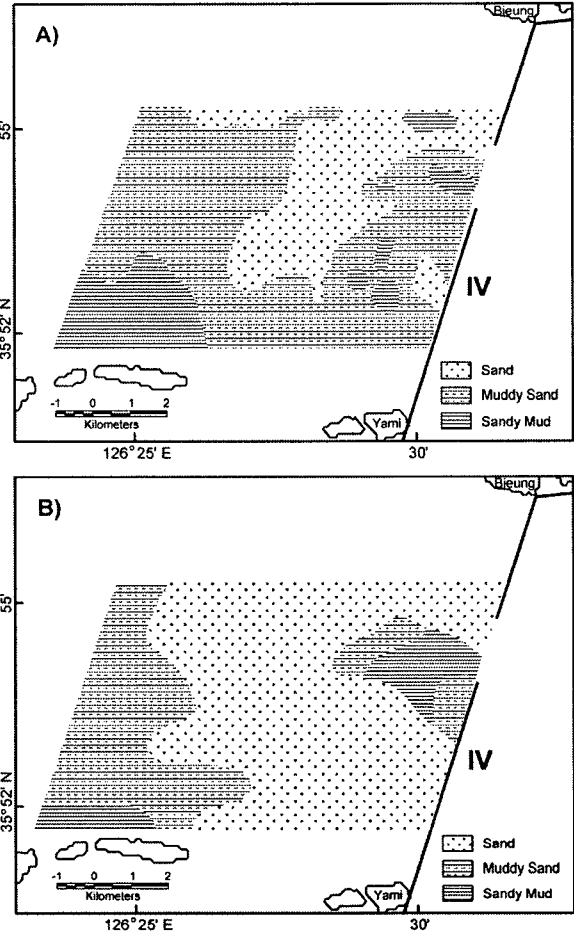 Bieung
A)
55'
IV
35° 52' N
Sand
Muddy Sand
Sandy Mud
-1 0 1 2
Kilometers
Yami
126° 25' E 30'
Bieung
B)
55'
IV
35° 52' N
Sand
Muddy Sand
Sandy Mud
-1 0 1 2
Kilometers
Yami
126° 25' E 30'